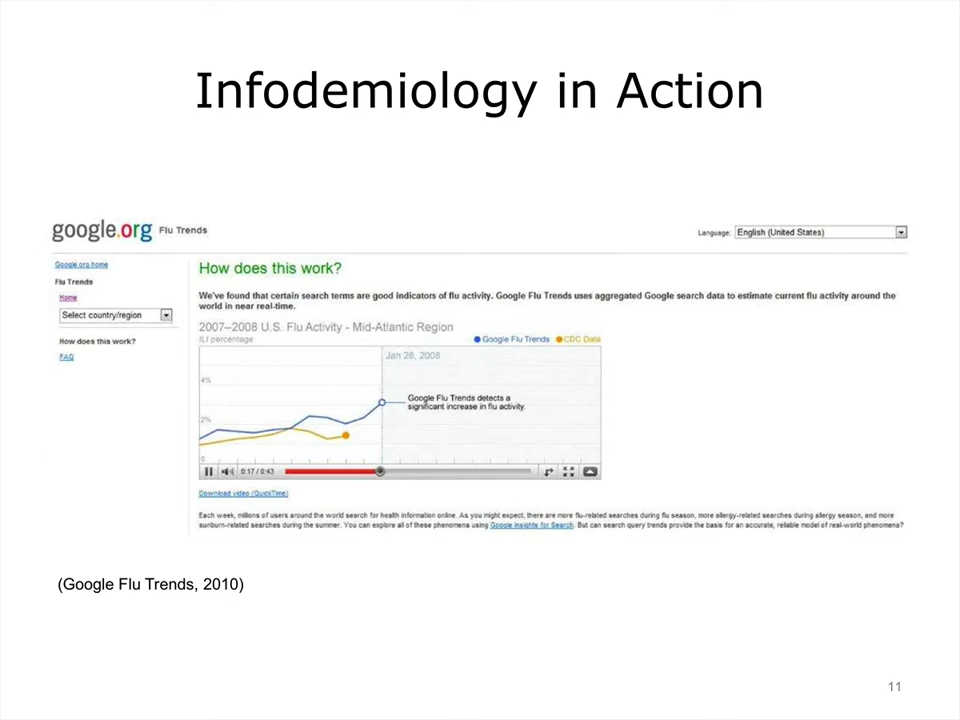 Infodemiology in Action
google.org Flu Trends
Language: English (United States)
Google.org home
Flu Trends
Home
Select country/region
How does this work?
FAQ
How does this work?
We've found that certain search terms are good indicators of flu activity. Google Flu Trends uses aggregated Google search data to estimate current flu activity around the
world in near real-time.
2007–2008 U.S. Flu Activity - Mid-Atlantic Region
ILI percentage
Google Flu Trends CDC Data
Jan 28, 2008
4%
Google Flu Trends detects a
significant increase in flu activity.
2%
0
0:17 / 0:43
Download video (QuickTime)
Each week, millions of users around the world search for health information online. As you might expect, there are more flu-related searches during flu season, more allergy-related searches during allergy season, and more
sunburn-related searches during the summer. You can explore all of these phenomena using Google Insights for Search. But can search query trends provide the basis for an accurate, reliable model of real-world phenomena?
(Google Flu Trends, 2010)
11